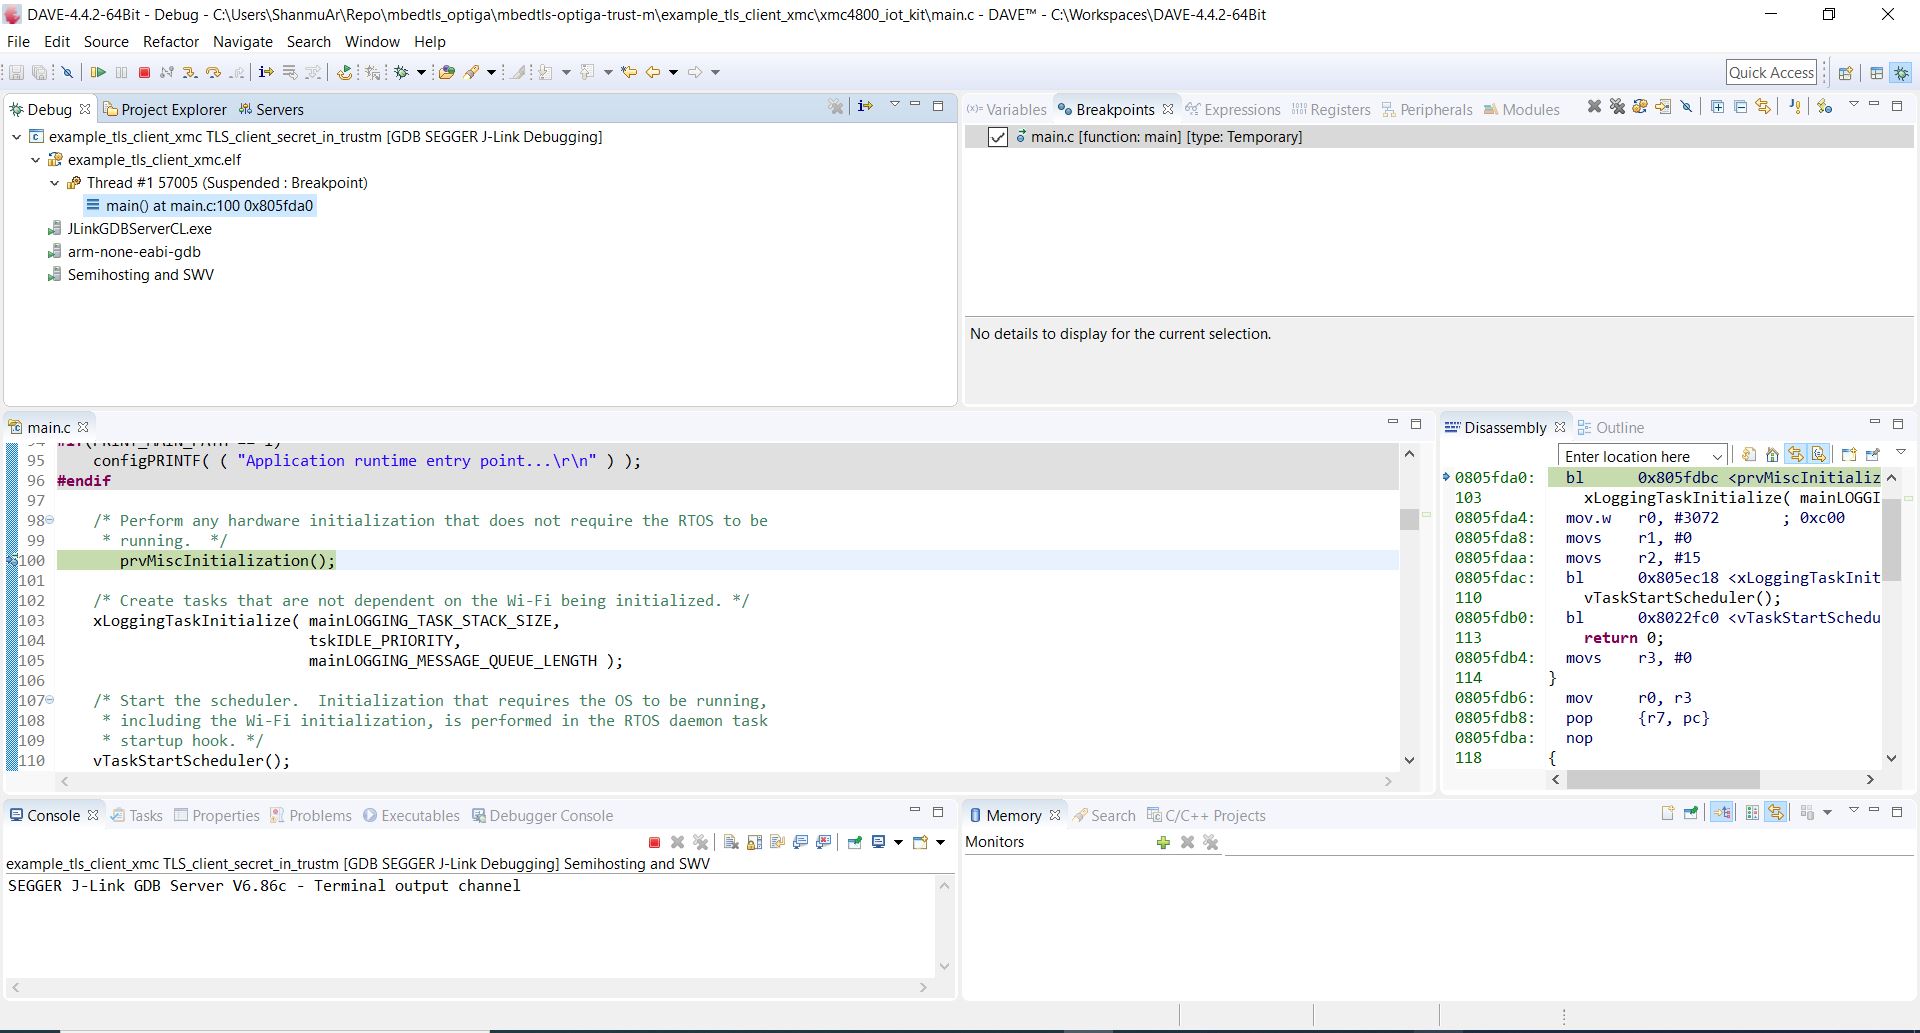 DAVE-4.4.2-64Bit - Debug - C:\Users\ShanmuAr\Repo\mbedtls_optiga\mbedtls-optiga-trust-m\example_tls_client_xmc\xmc4800_iot_kit\main.c - DAVE™ - C:\Workspaces\DAVE-4.4.2-64Bit
File Edit Source Refactor Navigate Search Window Help
Quick Access
Debug Project Explorer Servers
example_tls_client_xmc TLS_client_secret_in_trustm [GDB SEGGER J-Link Debugging]
example_tls_client_xmc.elf
Thread #1 57005 (Suspended : Breakpoint)
main() at main.c:100 0x805fda0
JLinkGDBServerCL.exe
arm-none-eabi-gdb
Semihosting and SWV
(x)= Variables Breakpoints Expressions Registers Peripherals Modules
main.c [function: main] [type: Temporary]
No details to display for the current selection.
main.c
95 configPRINTF( ( "Application runtime entry point...\r\n" ) );
96 #endif
97
98 /* Perform any hardware initialization that does not require the RTOS to be
99 * running. */
100 prvMiscInitialization();
101
102 /* Create tasks that are not dependent on the Wi-Fi being initialized. */
103 xLoggingTaskInitialize( mainLOGGING_TASK_STACK_SIZE,
104 tskIDLE_PRIORITY,
105 mainLOGGING_MESSAGE_QUEUE_LENGTH );
106
107 /* Start the scheduler. Initialization that requires the OS to be running,
108 * including the Wi-Fi initialization, is performed in the RTOS daemon task
109 * startup hook. */
110 vTaskStartScheduler();
Disassembly Outline
Enter location here
0805fda0: bl 0x805fdbc <prvMiscInitializ
103 xLoggingTaskInitialize( mainLOGGI
0805fda4: mov.w r0, #3072 ; 0xc00
0805fda8: movs r1, #0
0805fdaa: movs r2, #15
0805fdac: bl 0x805ec18 <xLoggingTaskInit
110 vTaskStartScheduler();
0805fdb0: bl 0x8022fc0 <vTaskStartSchedu
113 return 0;
0805fdb4: movs r3, #0
114 }
0805fdb6: mov r0, r3
0805fdb8: pop {r7, pc}
0805fdba: nop
118 {
Console Tasks Properties Problems Executables Debugger Console
example_tls_client_xmc TLS_client_secret_in_trustm [GDB SEGGER J-Link Debugging] Semihosting and SWV
SEGGER J-Link GDB Server V6.86c - Terminal output channel
Memory Search C/C++ Projects
Monitors